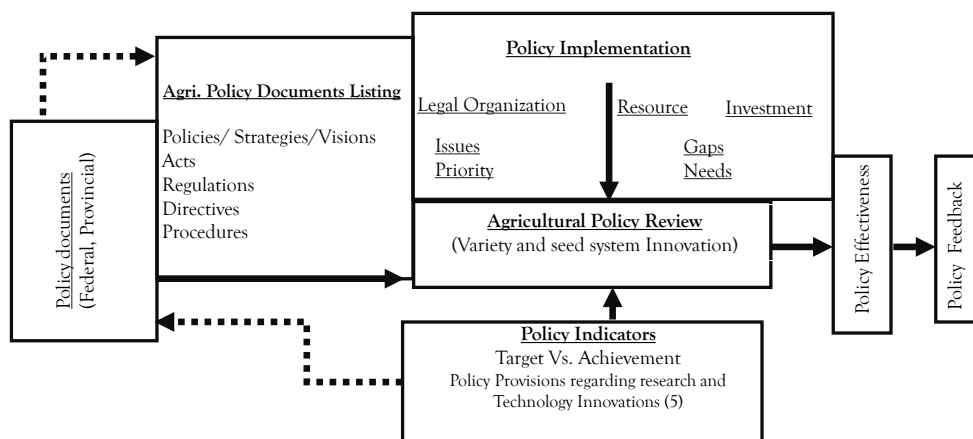 Policy documents
(Federal, Provincial)
Agri. Policy Documents Listing
Policies/ Strategies/Visions
Acts
Regulations
Directives
Procedures
Policy Implementation
Legal Organization
Resource
Investment
Issues
Priority
Gaps
Needs
Agricultural Policy Review
(Variety and seed system Innovation)
Policy Indicators
Target Vs. Achievement
Policy Provisions regarding research and
Technology Innovations (5)
Policy Effectiveness
Policy Feedback